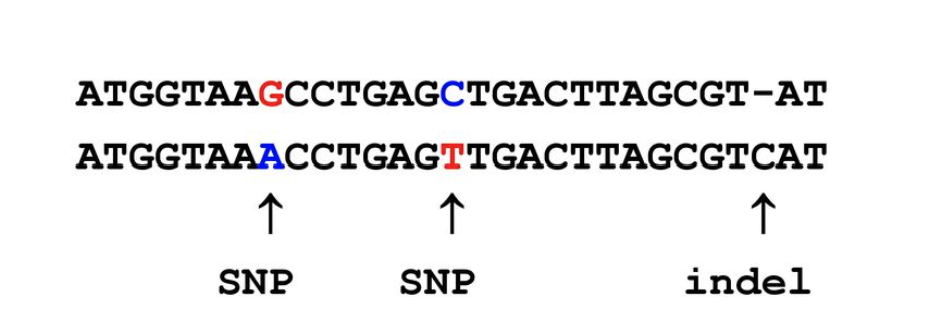 ATGGTAAGCCTGAGCTGACTTAGCGT-AT
ATGGTAAACCTGAGTTGACTTAGCGTCAT
↑ ↑ ↑
SNP SNP indel